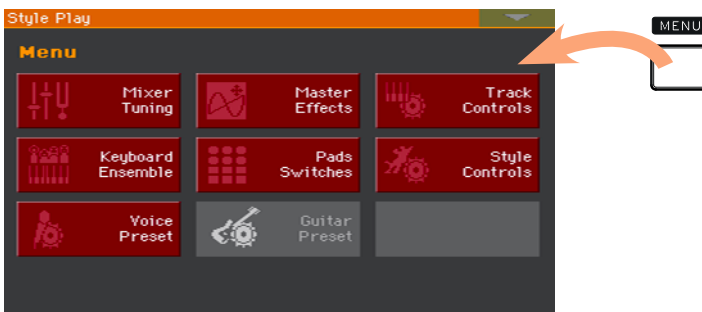 Style Play
MENU
Menu
Mixer
Tuning
Master
Effects
Track
Controls
Keyboard
Ensemble
Pads
Switches
Style
Controls
Voice
Preset
Guitar
Preset